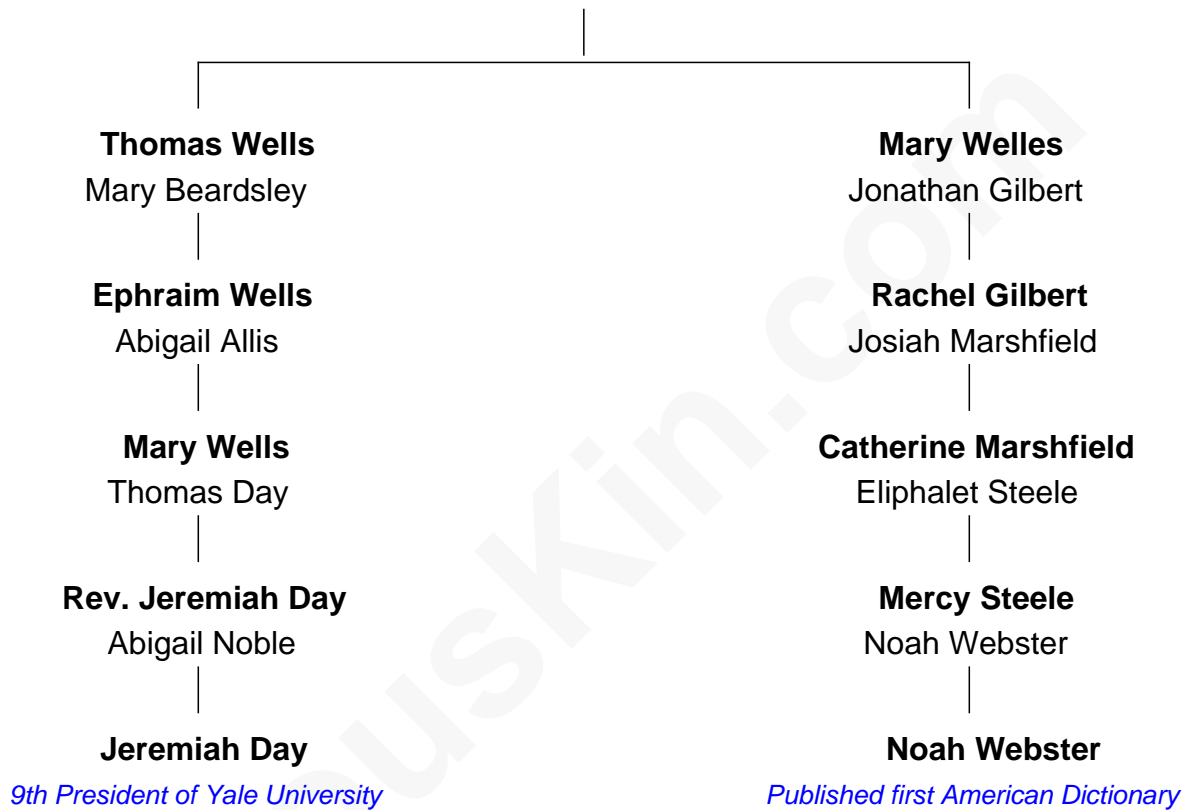 Thomas Wells
Mary Beardsley
Ephraim Wells
Abigail Allis
Mary Wells
Thomas Day
Rev. Jeremiah Day
Abigail Noble
Jeremiah Day
9th President of Yale University
Mary Welles
Jonathan Gilbert
Rachel Gilbert
Josiah Marshfield
Catherine Marshfield
Eliphalet Steele
Mercy Steele
Noah Webster
Noah Webster
Published first American Dictionary
ousKin.com